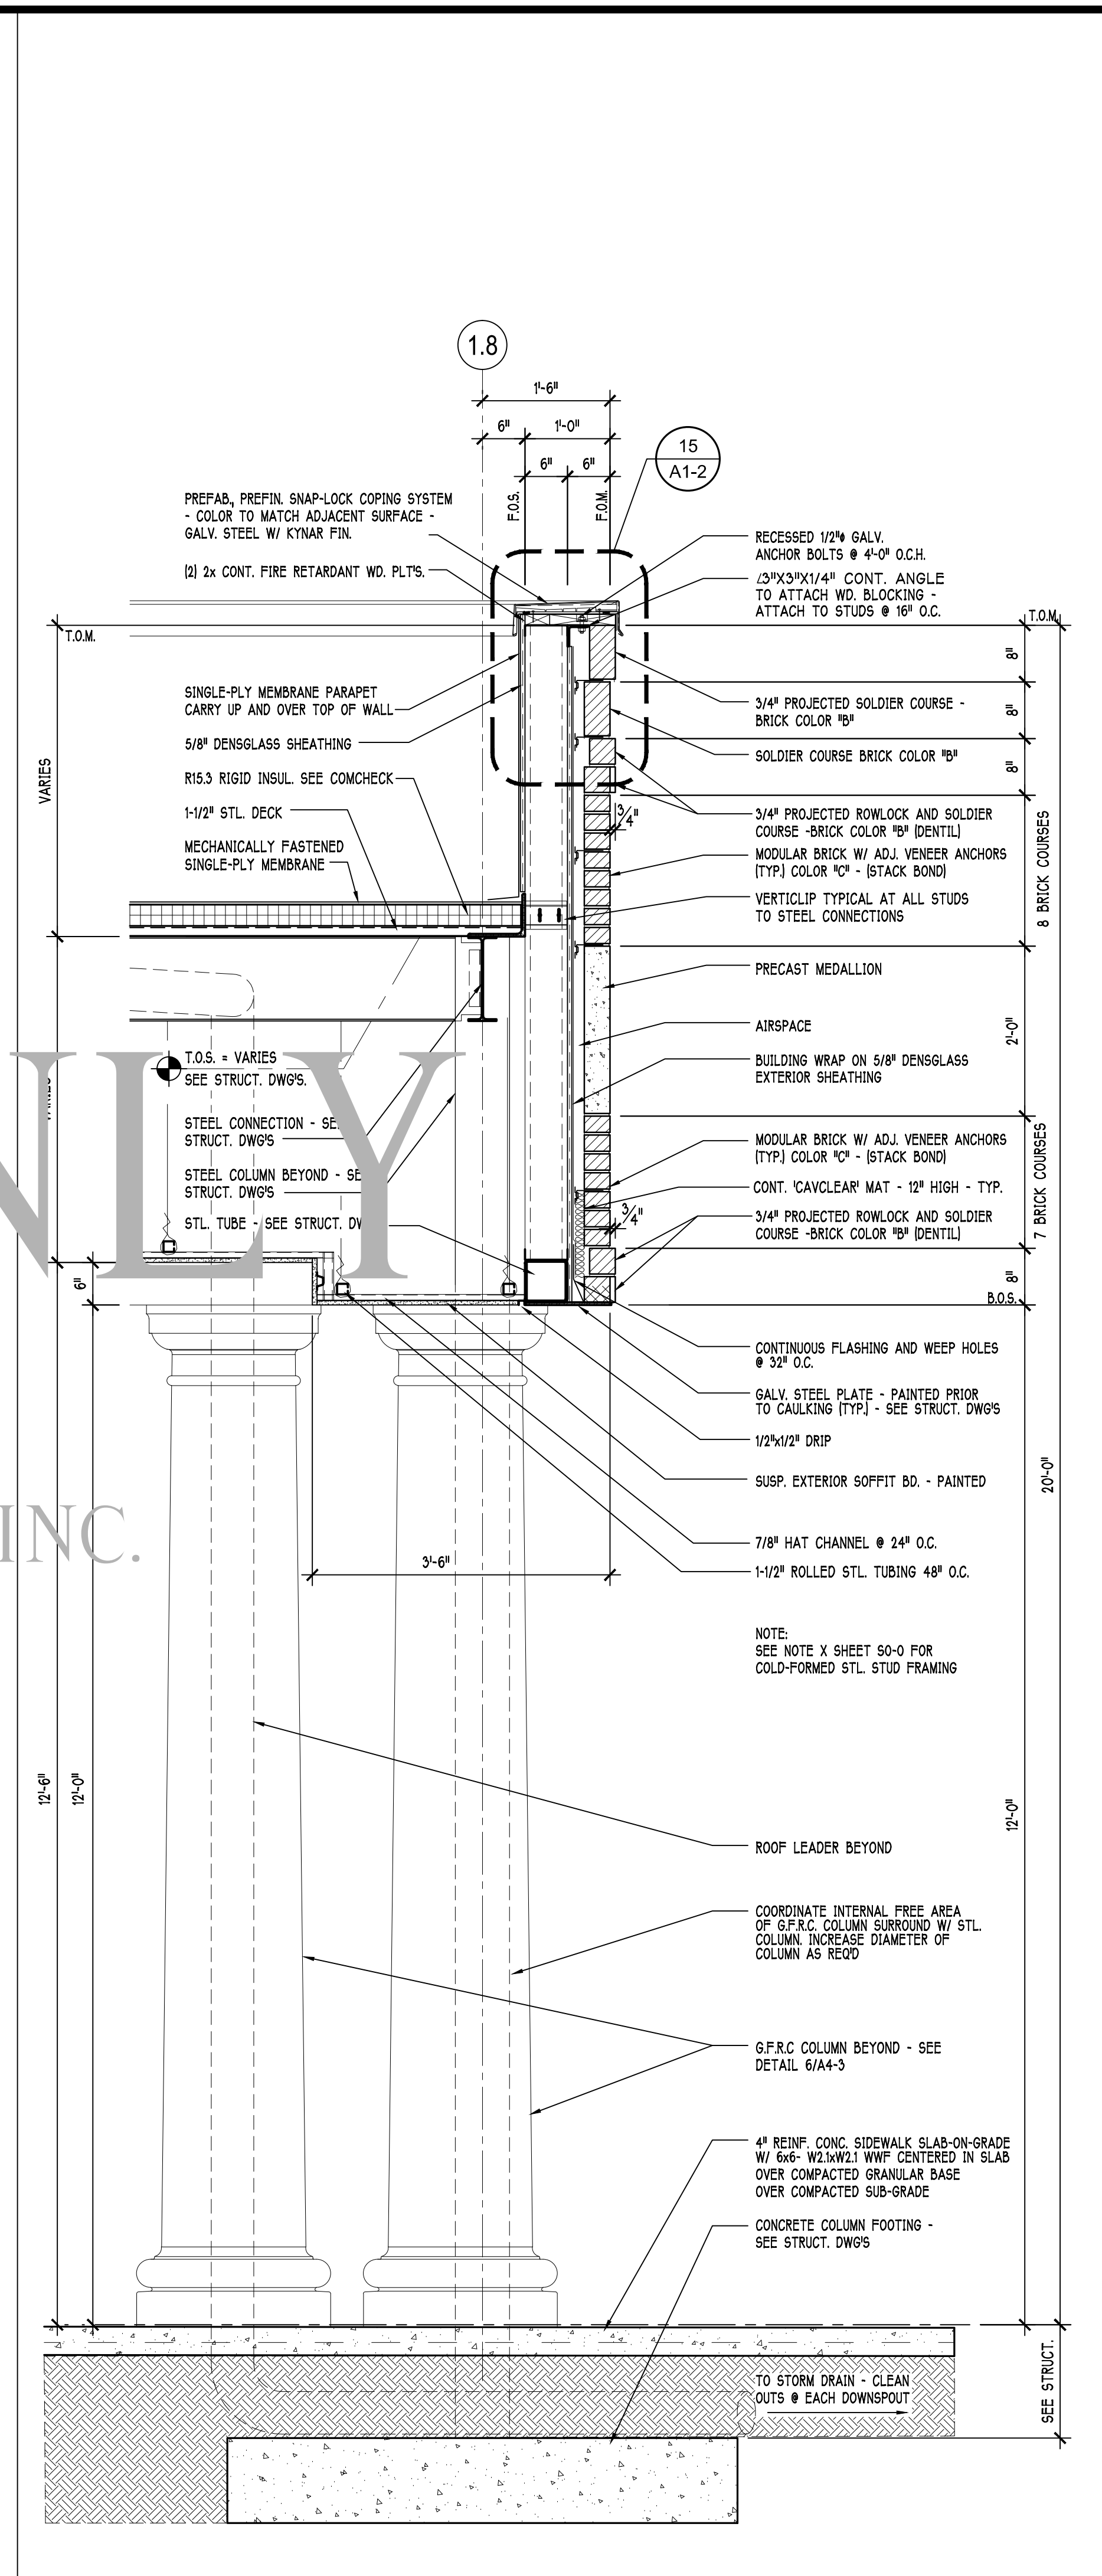 1.8
1'-6"
6"
1'-0"
6"
6"
F.O.S.
F.O.M.
15
A1-2
PREFAB., PREFIN. SNAP-LOCK COPING SYSTEM
- COLOR TO MATCH ADJACENT SURFACE -
GALV. STEEL W/ KYNAR FIN.
(2) 2x CONT. FIRE RETARDANT WD. PLT'S.
T.O.M.
SINGLE-PLY MEMBRANE PARAPET
CARRY UP AND OVER TOP OF WALL
5/8" DENSGLASS SHEATHING
R15.3 RIGID INSUL. SEE COMCHECK
1-1/2" STL. DECK
MECHANICALLY FASTENED
SINGLE-PLY MEMBRANE
VARIES
T.O.S. = VARIES
SEE STRUCT. DWG'S.
STEEL CONNECTION - SEE
STRUCT. DWG'S
STEEL COLUMN BEYOND - SEE
STRUCT. DWG'S
STL. TUBE - SEE STRUCT. DW
VARIES
6"
NLY
INC.
12'-6"
12'-0"
3'-6"
RECESSED 1/2"ø GALV.
ANCHOR BOLTS @ 4'-0" O.C.H.
∠3"X3"X1/4" CONT. ANGLE
TO ATTACH WD. BLOCKING -
ATTACH TO STUDS @ 16" O.C.
T.O.M.
3/4" PROJECTED SOLDIER COURSE -
BRICK COLOR "B"
SOLDIER COURSE BRICK COLOR "B"
3/4" PROJECTED ROWLOCK AND SOLDIER
COURSE -BRICK COLOR "B" (DENTIL)
3/4"
MODULAR BRICK W/ ADJ. VENEER ANCHORS
(TYP.) COLOR "C" - (STACK BOND)
VERTICLIP TYPICAL AT ALL STUDS
TO STEEL CONNECTIONS
PRECAST MEDALLION
AIRSPACE
BUILDING WRAP ON 5/8" DENSGLASS
EXTERIOR SHEATHING
MODULAR BRICK W/ ADJ. VENEER ANCHORS
(TYP.) COLOR "C" - (STACK BOND)
CONT. 'CAVCLEAR' MAT - 12" HIGH - TYP.
3/4"
3/4" PROJECTED ROWLOCK AND SOLDIER
COURSE -BRICK COLOR "B" (DENTIL)
B.O.S.
8"
8"
8"
8 BRICK COURSES
2'-0"
7 BRICK COURSES
8"
20'-0"
12'-0"
CONTINUOUS FLASHING AND WEEP HOLES
@ 32" O.C.
GALV. STEEL PLATE - PAINTED PRIOR
TO CAULKING (TYP.) - SEE STRUCT. DWG'S
1/2"x1/2" DRIP
SUSP. EXTERIOR SOFFIT BD. - PAINTED
7/8" HAT CHANNEL @ 24" O.C.
1-1/2" ROLLED STL. TUBING 48" O.C.
NOTE:
SEE NOTE X SHEET S0-0 FOR
COLD-FORMED STL. STUD FRAMING
ROOF LEADER BEYOND
COORDINATE INTERNAL FREE AREA
OF G.F.R.C. COLUMN SURROUND W/ STL.
COLUMN. INCREASE DIAMETER OF
COLUMN AS REQ'D
G.F.R.C COLUMN BEYOND - SEE
DETAIL 6/A4-3
4" REINF. CONC. SIDEWALK SLAB-ON-GRADE
W/ 6x6- W2.1xW2.1 WWF CENTERED IN SLAB
OVER COMPACTED GRANULAR BASE
OVER COMPACTED SUB-GRADE
CONCRETE COLUMN FOOTING -
SEE STRUCT. DWG'S
TO STORM DRAIN - CLEAN
OUTS @ EACH DOWNSPOUT
SEE STRUCT.